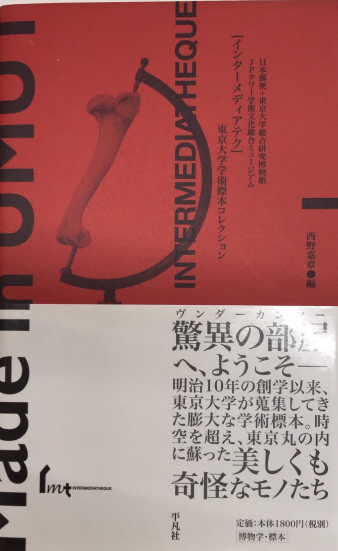 日本郵便+東京大学総合研究博物館
JPタワー学術文化総合ミュージアム
[インターメディアテク]
東京大学学術標本コレクション
INTERMEDIATHEQUE
I
西野嘉章●編
Made in UMUT
ヴンダーカンマー
驚異の部屋
へ、ようこそ──
明治10年の創学以来、
東京大学が蒐集してき
た膨大な学術標本。時
空を超え、東京丸の内
に蘇った美しくも
奇怪なモノたち
Imt
INTERMEDIATHEQUE
平凡社
定価:本体1800円(税別)
博物学・標本